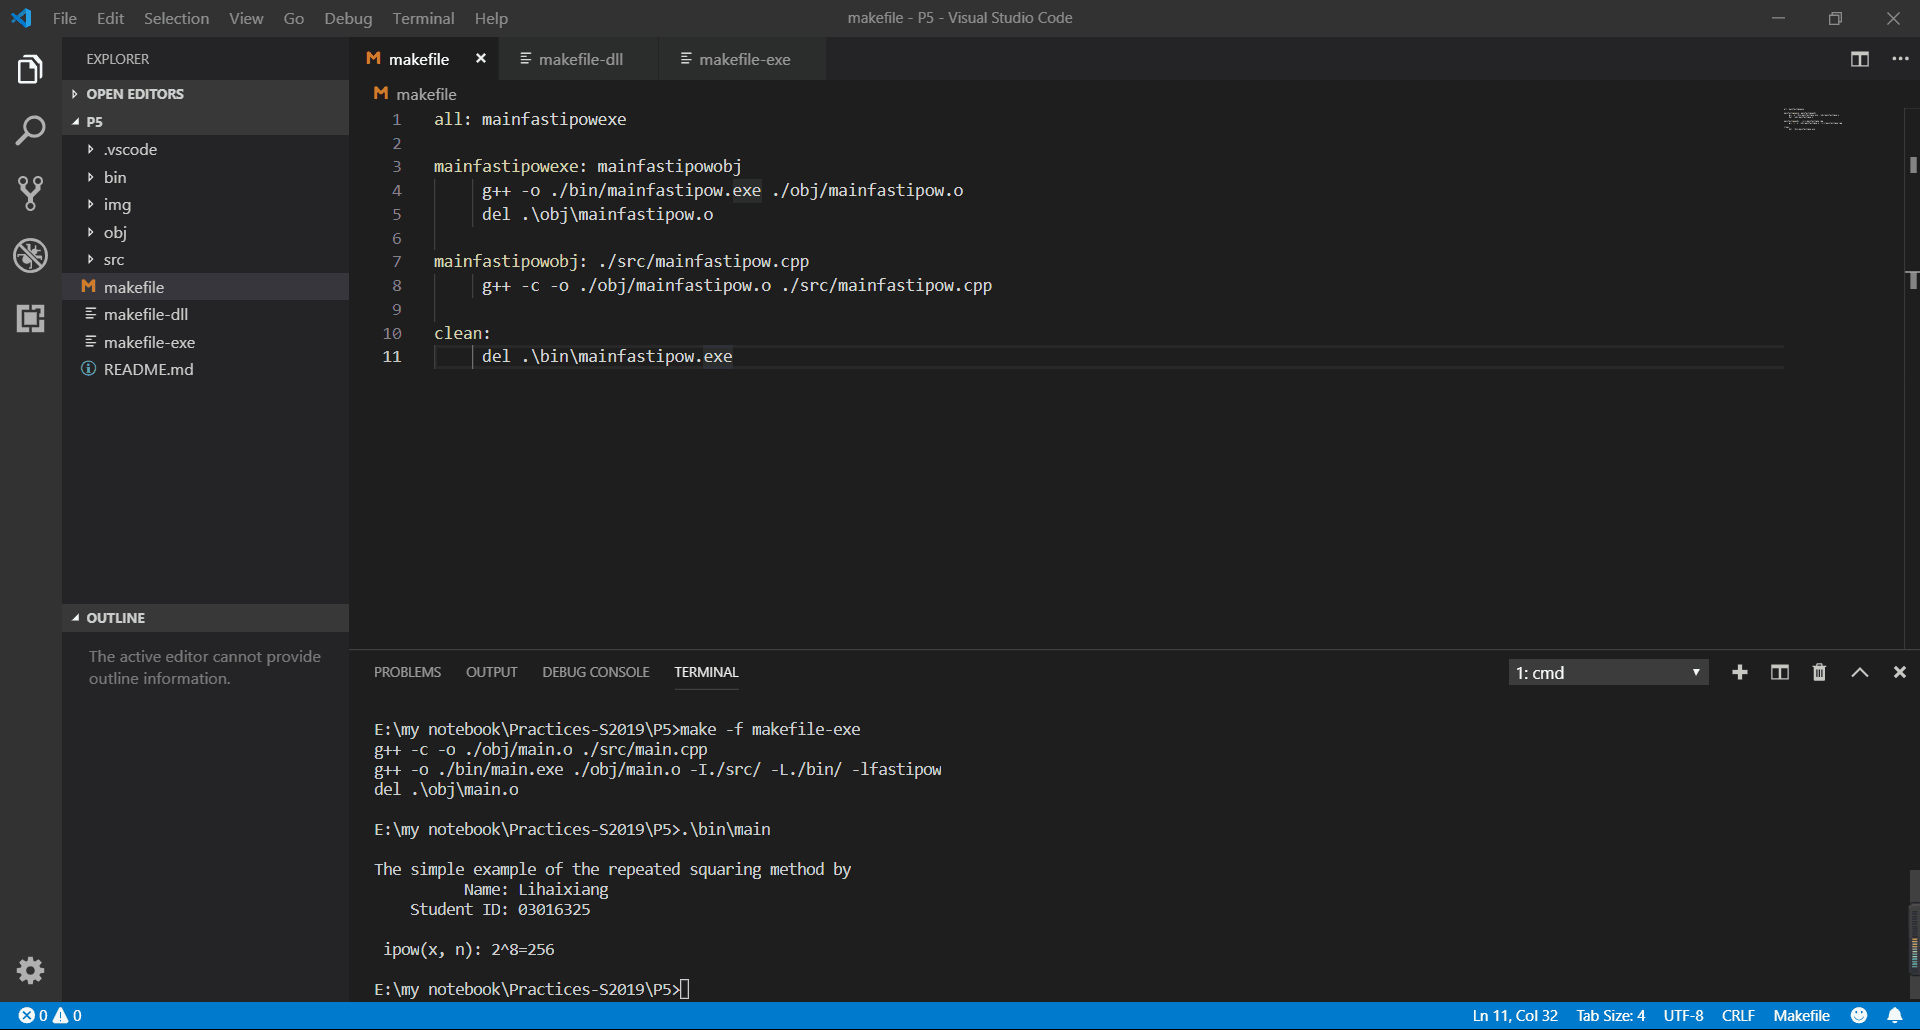 File Edit Selection View Go Debug Terminal Help
makefile - P5 - Visual Studio Code
EXPLORER
OPEN EDITORS
P5
.vscode
bin
img
obj
src
M makefile
makefile-dll
makefile-exe
README.md
OUTLINE
The active editor cannot provide
outline information.
M makefile makefile-dll makefile-exe
M makefile
1 all: mainfastipowexe
2
3 mainfastipowexe: mainfastipowobj
4 g++ -o ./bin/mainfastipow.exe ./obj/mainfastipow.o
5 del .\obj\mainfastipow.o
6
7 mainfastipowobj: ./src/mainfastipow.cpp
8 g++ -c -o ./obj/mainfastipow.o ./src/mainfastipow.cpp
9
10 clean:
11 del .\bin\mainfastipow.exe
PROBLEMS OUTPUT DEBUG CONSOLE TERMINAL
1: cmd
E:\my notebook\Practices-S2019\P5>make -f makefile-exe
g++ -c -o ./obj/main.o ./src/main.cpp
g++ -o ./bin/main.exe ./obj/main.o -I./src/ -L./bin/ -lfastipow
del .\obj\main.o
E:\my notebook\Practices-S2019\P5>.\bin\main
The simple example of the repeated squaring method by
Name: Lihaixiang
Student ID: 03016325
ipow(x, n): 2^8=256
E:\my notebook\Practices-S2019\P5>
0 0
Ln 11, Col 32 Tab Size: 4 UTF-8 CRLF Makefile